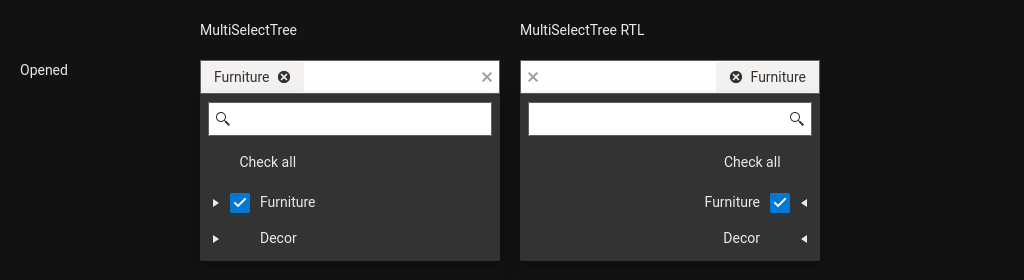 MultiSelectTree
MultiSelectTree RTL
Opened
Furniture
Furniture
Check all
Check all
Furniture
Furniture
Decor
Decor